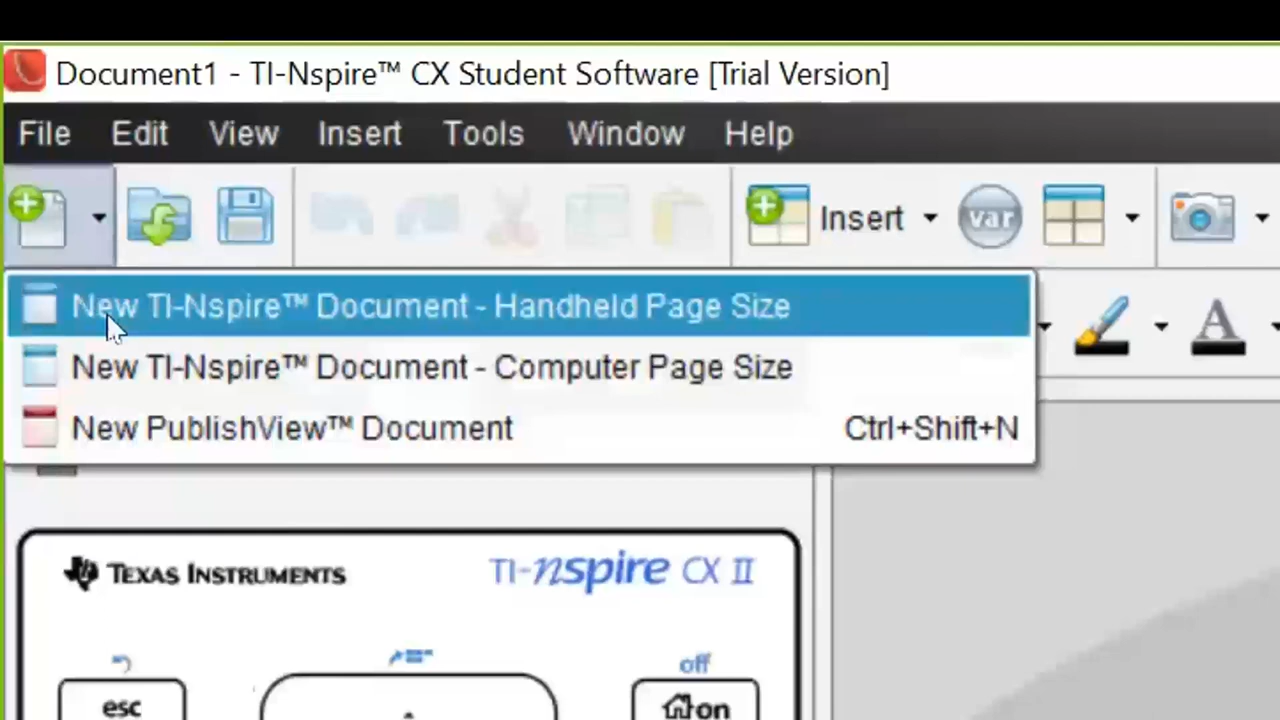 Document1 - TI-Nspire™ CX Student Software [Trial Version]
File Edit View Insert Tools Window Help
Insert var
New TI-Nspire™ Document - Handheld Page Size
A
New TI-Nspire™ Document - Computer Page Size
New PublishView™ Document Ctrl+Shift+N
TEXAS INSTRUMENTS TI-nspire CX II
off
esc on